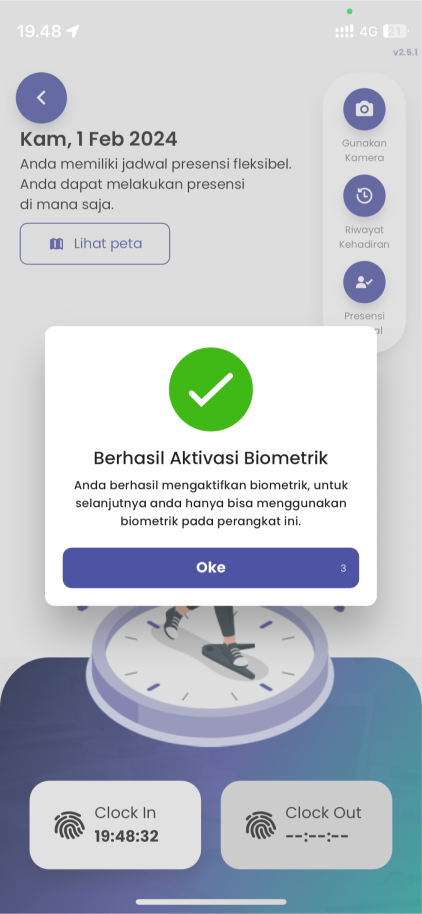 19.48
4G
21
v2.5.1
Kam, 1 Feb 2024
Anda memiliki jadwal presensi fleksibel.
Anda dapat melakukan presensi
di mana saja.
Lihat peta
Gunakan
Kamera
Riwayat
Kehadiran
Presensi
Berhasil Aktivasi Biometrik
Anda berhasil mengaktifkan biometrik, untuk
selanjutnya anda hanya bisa menggunakan
biometrik pada perangkat ini.
Oke
3
Clock In
19:48:32
Clock Out
--:--:--